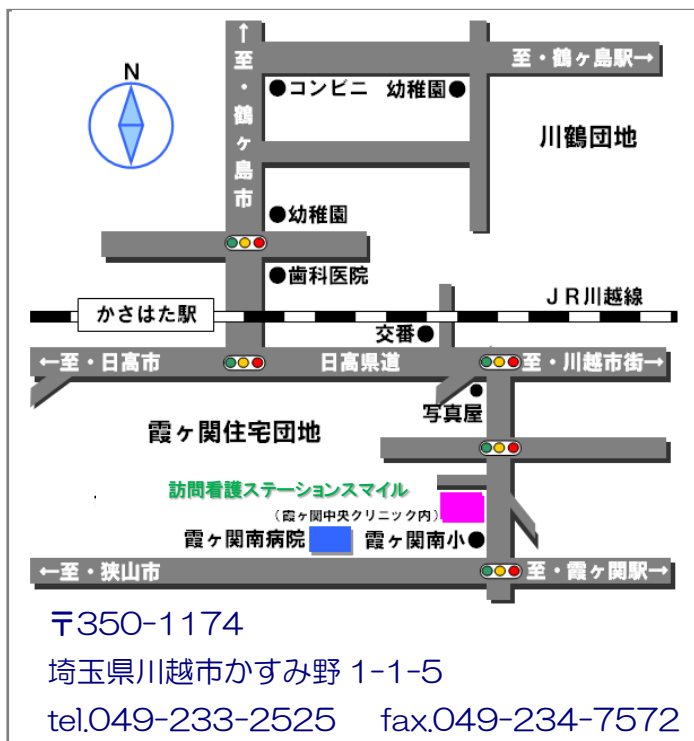 ↑至・鶴ヶ島市
至・鶴ヶ島駅→
N
●コンビニ
幼稚園●
川鶴団地
●幼稚園
●歯科医院
JR川越線
かさはた駅
交番●
←至・日高市
日高県道
至・川越市街→
写真屋
霞ヶ関住宅団地
訪問看護ステーションスマイル
(霞ヶ関中央クリニック内)
霞ヶ関南病院
霞ヶ関南小●
←至・狭山市
至・霞ヶ関駅→
〒350-1174
埼玉県川越市かすみ野 1-1-5
tel.049-233-2525 fax.049-234-7572